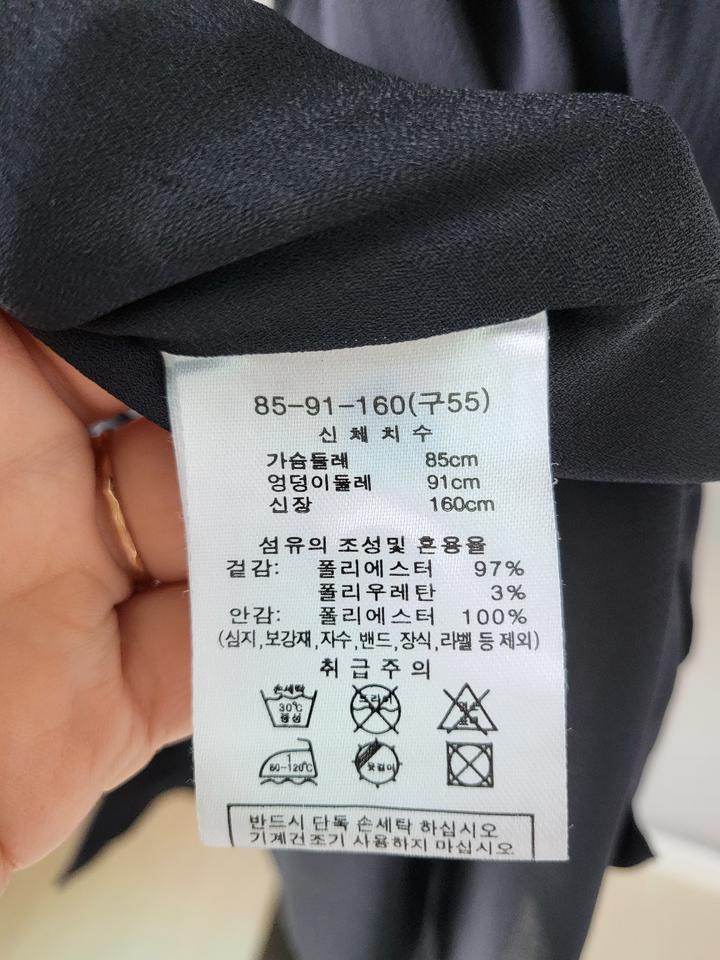 85-91-160(구55)
신체치수
가슴둘레 85cm
엉덩이둘레 91cm
신장 160cm
섬유의 조성및 혼용율
겉감: 폴리에스터 97%
폴리우레탄 3%
안감: 폴리에스터 100%
(심지,보강재,자수,밴드,장식,라벨 등 제외)
취급주의
손세탁 드라이
30℃
중성
80-120℃ 옷걸이
반드시 단독 손세탁 하십시오
기계건조기 사용하지 마십시오